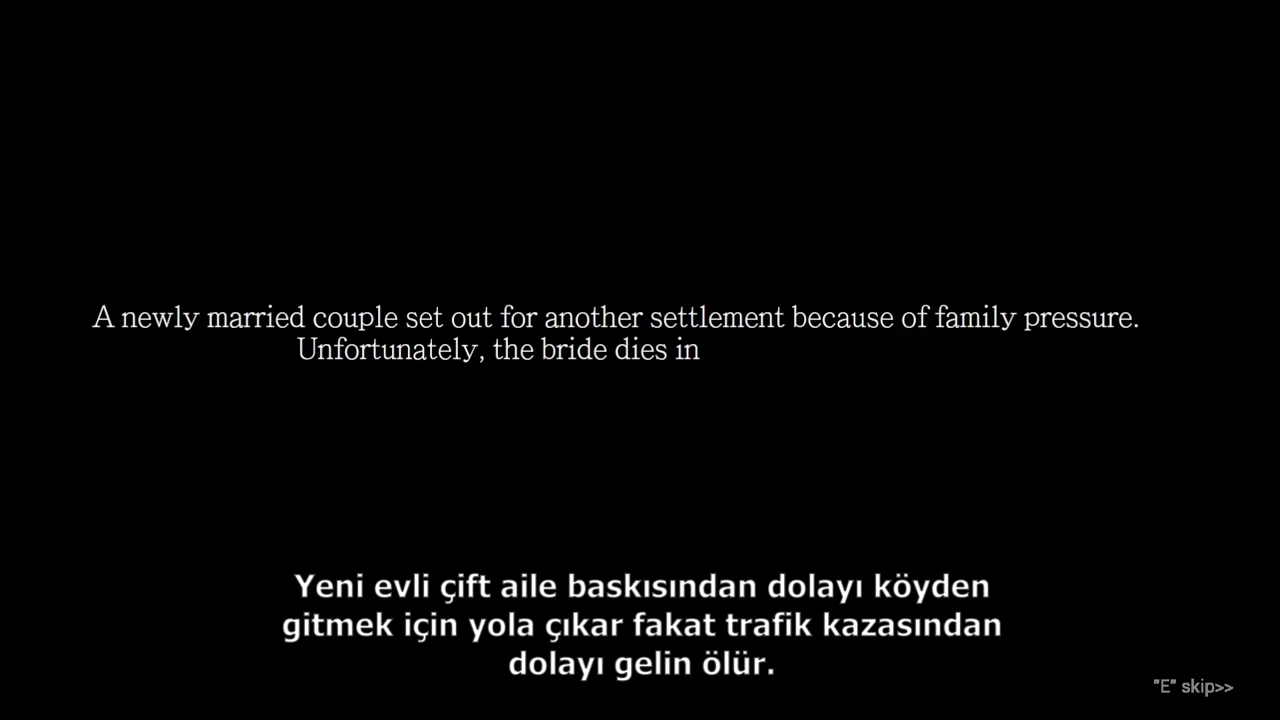 A newly married couple set out for another settlement because of family pressure.
Unfortunately, the bride dies in
Yeni evli çift aile baskısından dolayı köyden
gitmek için yola çıkar fakat trafik kazasından
dolayı gelin ölür.
"E" skip>>